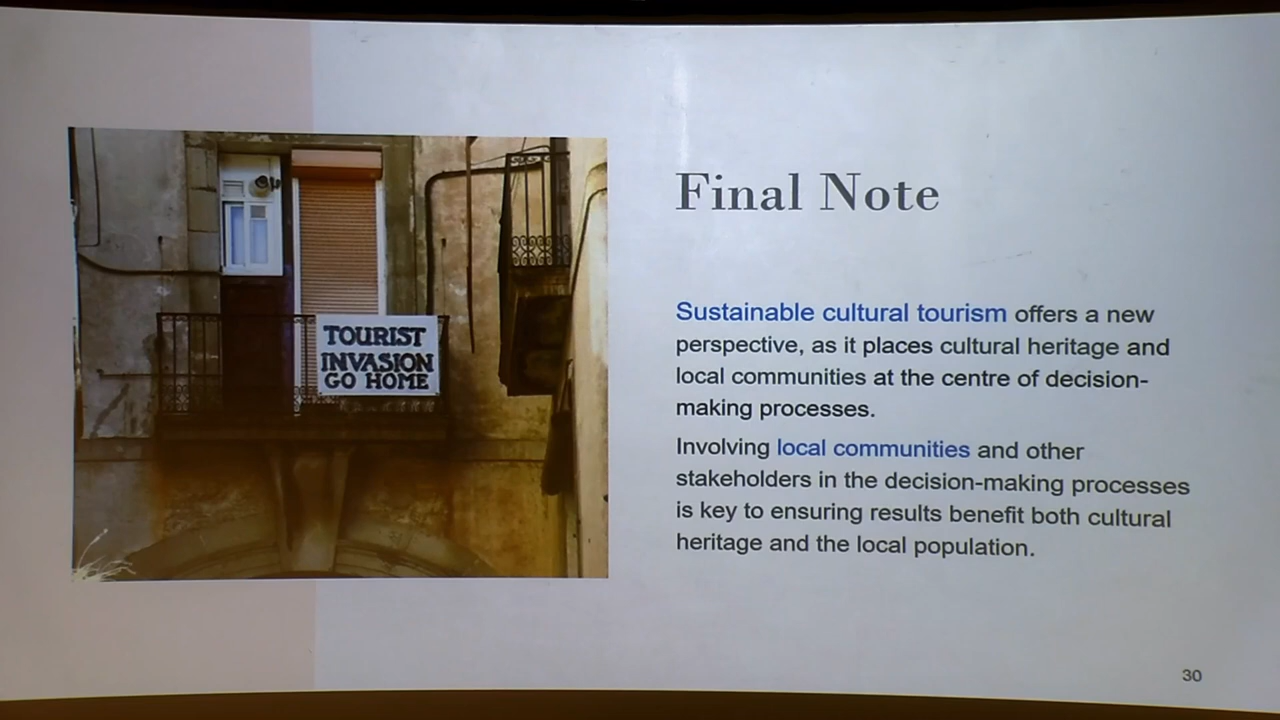 TOURIST
INVASION
GO HOME
Final Note
Sustainable cultural tourism offers a new
perspective, as it places cultural heritage and
local communities at the centre of decision-
making processes.
Involving local communities and other
stakeholders in the decision-making processes
is key to ensuring results benefit both cultural
heritage and the local population.
30